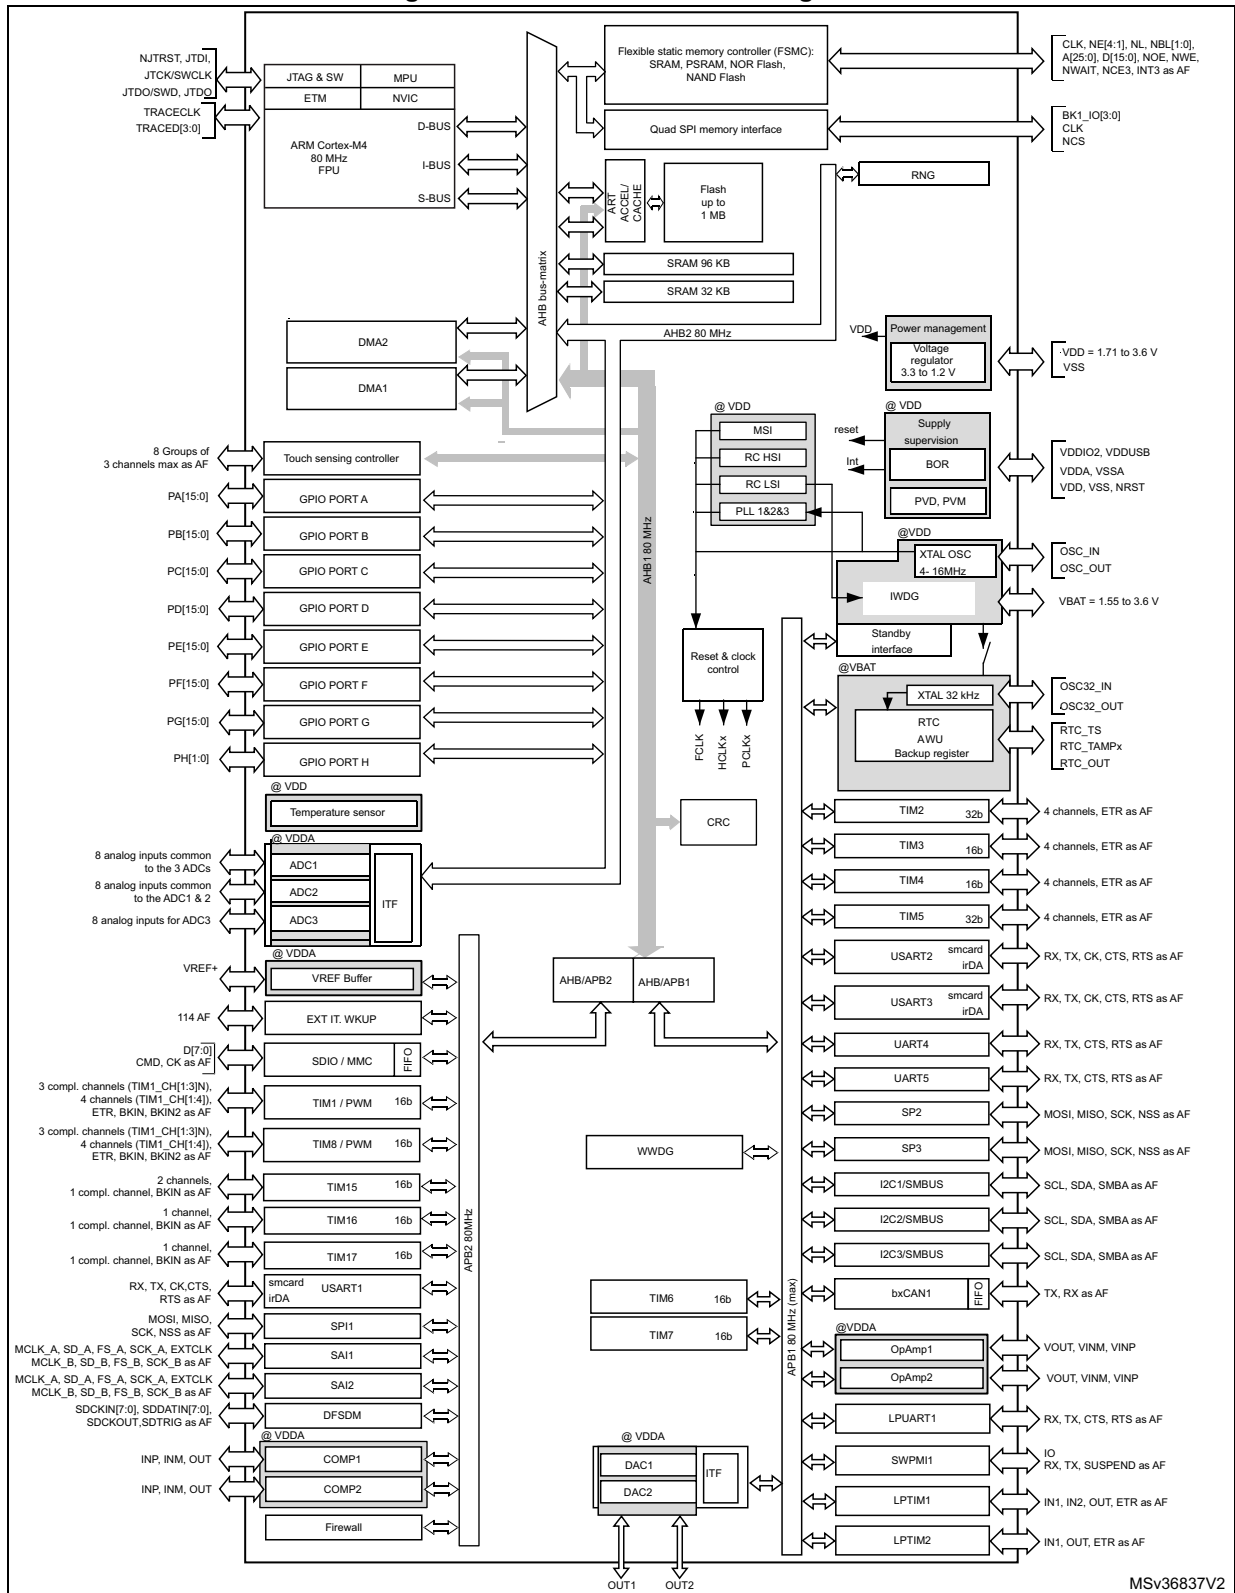 NJTRST, JTDI,
JTCK/SWCLK
JTDO/SWD, JTDO
TRACECLK
TRACED[3:0]
JTAG & SW
MPU
ETM
NVIC
ARM Cortex-M4
80 MHz
FPU
D-BUS
I-BUS
S-BUS
AHB bus-matrix
Flexible static memory controller (FSMC):
SRAM, PSRAM, NOR Flash,
NAND Flash
CLK, NE[4:1], NL, NBL[1:0],
A[25:0], D[15:0], NOE, NWE,
NWAIT, NCE3, INT3 as AF
Quad SPI memory interface
BK1_IO[3:0]
CLK
NCS
RNG
ART
ACCEL/
CACHE
Flash
up to
1 MB
SRAM 96 KB
SRAM 32 KB
AHB2 80 MHz
DMA2
DMA1
VDD
Power management
Voltage
regulator
3.3 to 1.2 V
VDD = 1.71 to 3.6 V
VSS
@ VDD
MSI
RC HSI
RC LSI
PLL 1&2&3
@ VDD
reset
Int
Supply
supervision
BOR
PVD, PVM
VDDIO2, VDDUSB
VDDA, VSSA
VDD, VSS, NRST
8 Groups of
3 channels max as AF
Touch sensing controller
PA[15:0]
GPIO PORT A
PB[15:0]
GPIO PORT B
PC[15:0]
GPIO PORT C
PD[15:0]
GPIO PORT D
PE[15:0]
GPIO PORT E
PF[15:0]
GPIO PORT F
PG[15:0]
GPIO PORT G
PH[1:0]
GPIO PORT H
AHB1 80 MHz
@VDD
XTAL OSC
4- 16MHz
IWDG
OSC_IN
OSC_OUT
VBAT = 1.55 to 3.6 V
Standby
interface
Reset & clock
control
FCLK
HCLKx
PCLKx
@VBAT
XTAL 32 kHz
RTC
AWU
Backup register
OSC32_IN
OSC32_OUT
RTC_TS
RTC_TAMPx
RTC_OUT
@ VDD
Temperature sensor
@ VDDA
8 analog inputs common
to the 3 ADCs
ADC1
8 analog inputs common
to the ADC1 & 2
ADC2
8 analog inputs for ADC3
ADC3
ITF
CRC
@ VDDA
VREF+
VREF Buffer
114 AF
EXT IT. WKUP
D[7:0]
CMD, CK as AF
SDIO / MMC
FIFO
3 compl. channels (TIM1_CH[1:3]N),
4 channels (TIM1_CH[1:4]),
ETR, BKIN, BKIN2 as AF
TIM1 / PWM 16b
3 compl. channels (TIM1_CH[1:3]N),
4 channels (TIM1_CH[1:4]),
ETR, BKIN, BKIN2 as AF
TIM8 / PWM 16b
2 channels,
1 compl. channel, BKIN as AF
TIM15 16b
1 channel,
1 compl. channel, BKIN as AF
TIM16 16b
1 channel,
1 compl. channel, BKIN as AF
TIM17 16b
RX, TX, CK,CTS,
RTS as AF
smcard
irDA
USART1
MOSI, MISO,
SCK, NSS as AF
SPI1
MCLK_A, SD_A, FS_A, SCK_A, EXTCLK
MCLK_B, SD_B, FS_B, SCK_B as AF
SAI1
MCLK_A, SD_A, FS_A, SCK_A, EXTCLK
MCLK_B, SD_B, FS_B, SCK_B as AF
SAI2
SDCKIN[7:0], SDDATIN[7:0],
SDCKOUT,SDTRIG as AF
DFSDM
@ VDDA
INP, INM, OUT
COMP1
INP, INM, OUT
COMP2
Firewall
APB2 80MHz
AHB/APB2
AHB/APB1
WWDG
TIM6 16b
TIM7 16b
@ VDDA
DAC1
DAC2
ITF
OUT1
OUT2
APB1 80 MHz (max)
TIM2 32b
4 channels, ETR as AF
TIM3 16b
4 channels, ETR as AF
TIM4 16b
4 channels, ETR as AF
TIM5 32b
4 channels, ETR as AF
USART2
smcard
irDA
RX, TX, CK, CTS, RTS as AF
USART3
smcard
irDA
RX, TX, CK, CTS, RTS as AF
UART4
RX, TX, CTS, RTS as AF
UART5
RX, TX, CTS, RTS as AF
SP2
MOSI, MISO, SCK, NSS as AF
SP3
MOSI, MISO, SCK, NSS as AF
I2C1/SMBUS
SCL, SDA, SMBA as AF
I2C2/SMBUS
SCL, SDA, SMBA as AF
I2C3/SMBUS
SCL, SDA, SMBA as AF
bxCAN1
FIFO
TX, RX as AF
@VDDA
OpAmp1
VOUT, VINM, VINP
OpAmp2
VOUT, VINM, VINP
LPUART1
RX, TX, CTS, RTS as AF
SWPMI1
IO
RX, TX, SUSPEND as AF
LPTIM1
IN1, IN2, OUT, ETR as AF
LPTIM2
IN1, OUT, ETR as AF
MSv36837V2